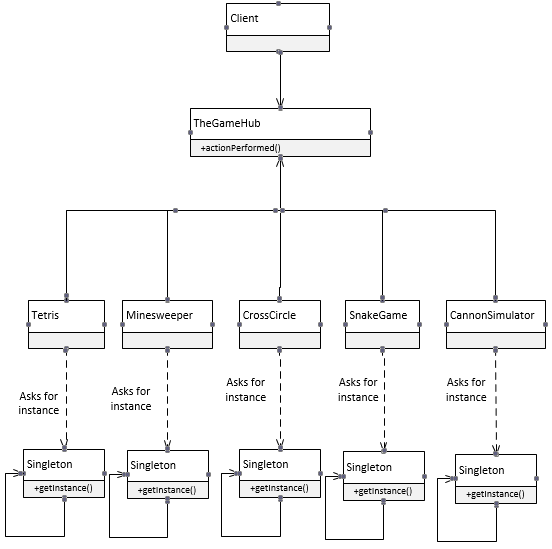 Client
TheGameHub
+actionPerformed()
Tetris
Minesweeper
CrossCircle
SnakeGame
CannonSimulator
Asks for
instance
Asks for
instance
Asks for
instance
Asks for
instance
Asks for
instance
Singleton
+getInstance()
Singleton
+getInstance()
Singleton
+getInstance()
Singleton
+getInstance()
Singleton
+getInstance()